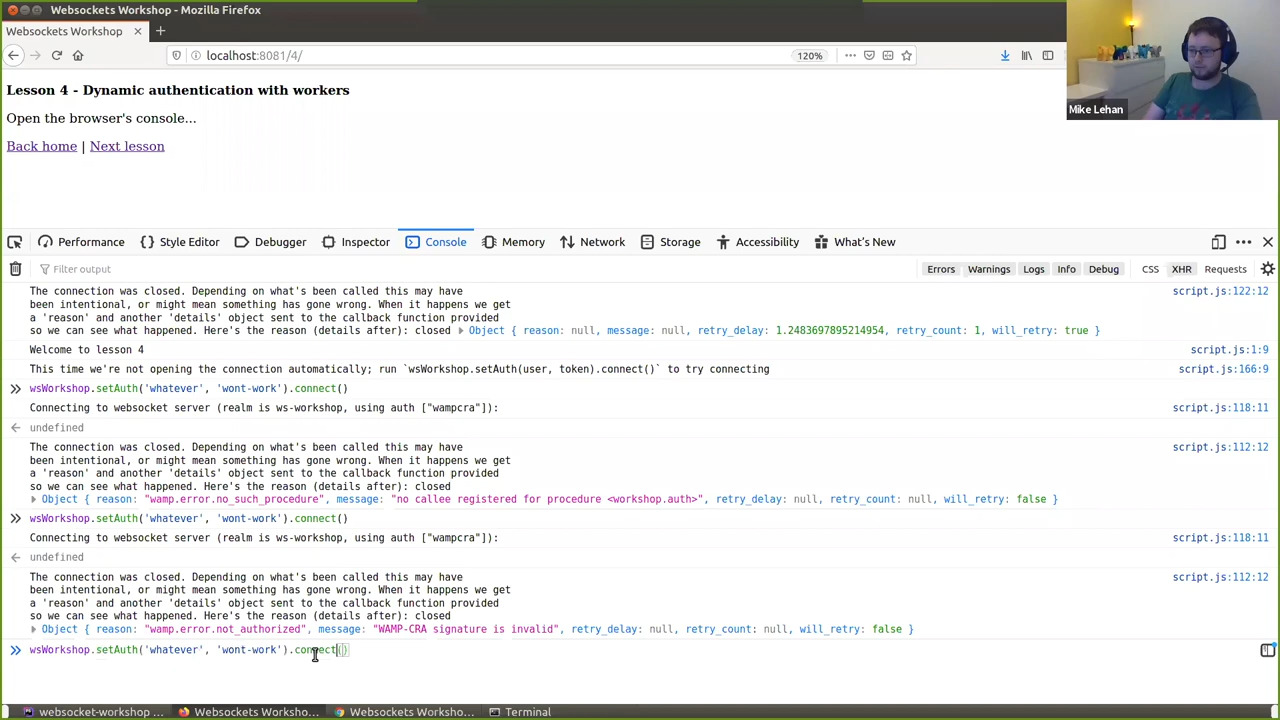 Websockets Workshop - Mozilla Firefox
Websockets Workshop × +
localhost:8081/4/ 120%
Lesson 4 - Dynamic authentication with workers
Open the browser's console...
Back home | Next lesson
Mike Lehan
Performance Style Editor Debugger Inspector Console Memory Network Storage Accessibility What's New
Filter output Errors Warnings Logs Info Debug CSS XHR Requests
The connection was closed. Depending on what's been called this may have script.js:122:12
been intentional, or might mean something has gone wrong. When it happens we get
a 'reason' and another 'details' object sent to the callback function provided
so we can see what happened. Here's the reason (details after): closed Object { reason: null, message: null, retry_delay: 1.2483697895214954, retry_count: 1, will_retry: true }
Welcome to lesson 4 script.js:1:9
This time we're not opening the connection automatically; run `wsWorkshop.setAuth(user, token).connect()` to try connecting script.js:166:9
wsWorkshop.setAuth('whatever', 'wont-work').connect()
Connecting to websocket server (realm is ws-workshop, using auth ["wampcra"]): script.js:118:11
undefined
The connection was closed. Depending on what's been called this may have script.js:112:12
been intentional, or might mean something has gone wrong. When it happens we get
a 'reason' and another 'details' object sent to the callback function provided
so we can see what happened. Here's the reason (details after): closed
Object { reason: "wamp.error.no_such_procedure", message: "no callee registered for procedure <workshop.auth>", retry_delay: null, retry_count: null, will_retry: false }
wsWorkshop.setAuth('whatever', 'wont-work').connect()
Connecting to websocket server (realm is ws-workshop, using auth ["wampcra"]): script.js:118:11
undefined
The connection was closed. Depending on what's been called this may have script.js:112:12
been intentional, or might mean something has gone wrong. When it happens we get
a 'reason' and another 'details' object sent to the callback function provided
so we can see what happened. Here's the reason (details after): closed
Object { reason: "wamp.error.not_authorized", message: "WAMP-CRA signature is invalid", retry_delay: null, retry_count: null, will_retry: false }
wsWorkshop.setAuth('whatever', 'wont-work').connect()
websocket-workshop ... Websockets Worksho... Websockets Worksho... Terminal